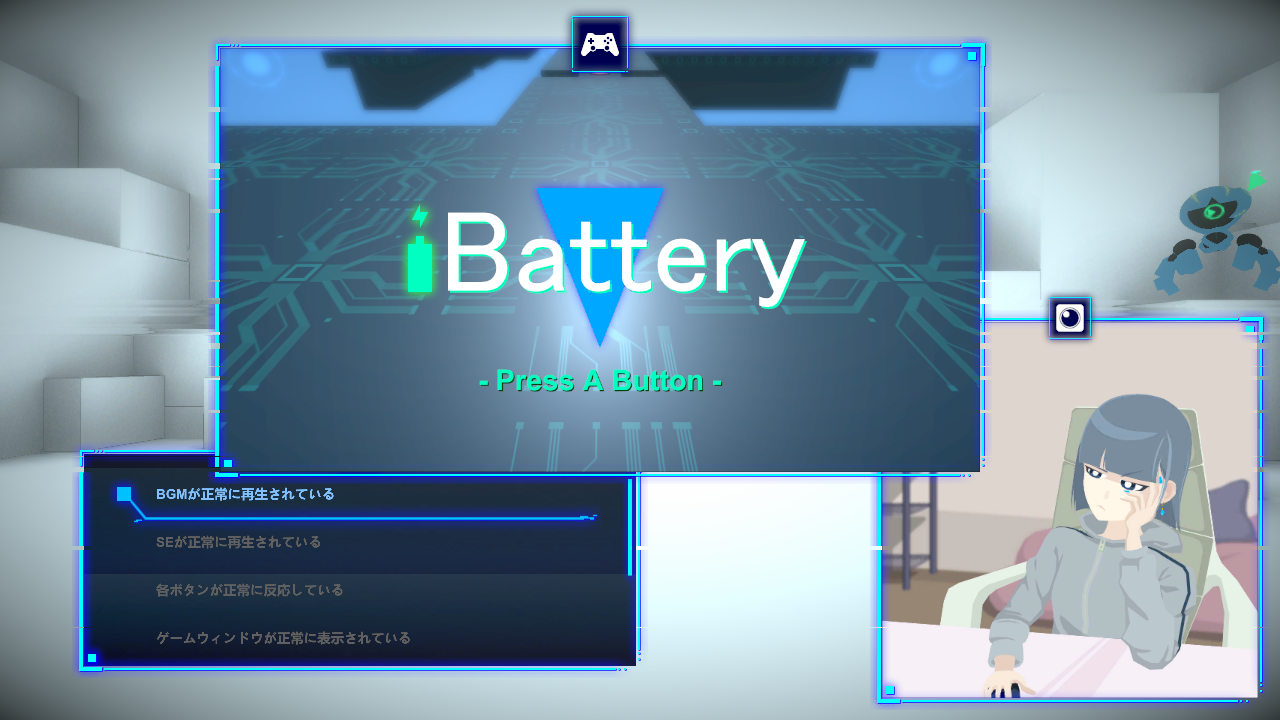 Battery
- Press A Button -
BGMが正常に再生されている
SEが正常に再生されている
各ボタンが正常に反応している
ゲームウィンドウが正常に表示されている